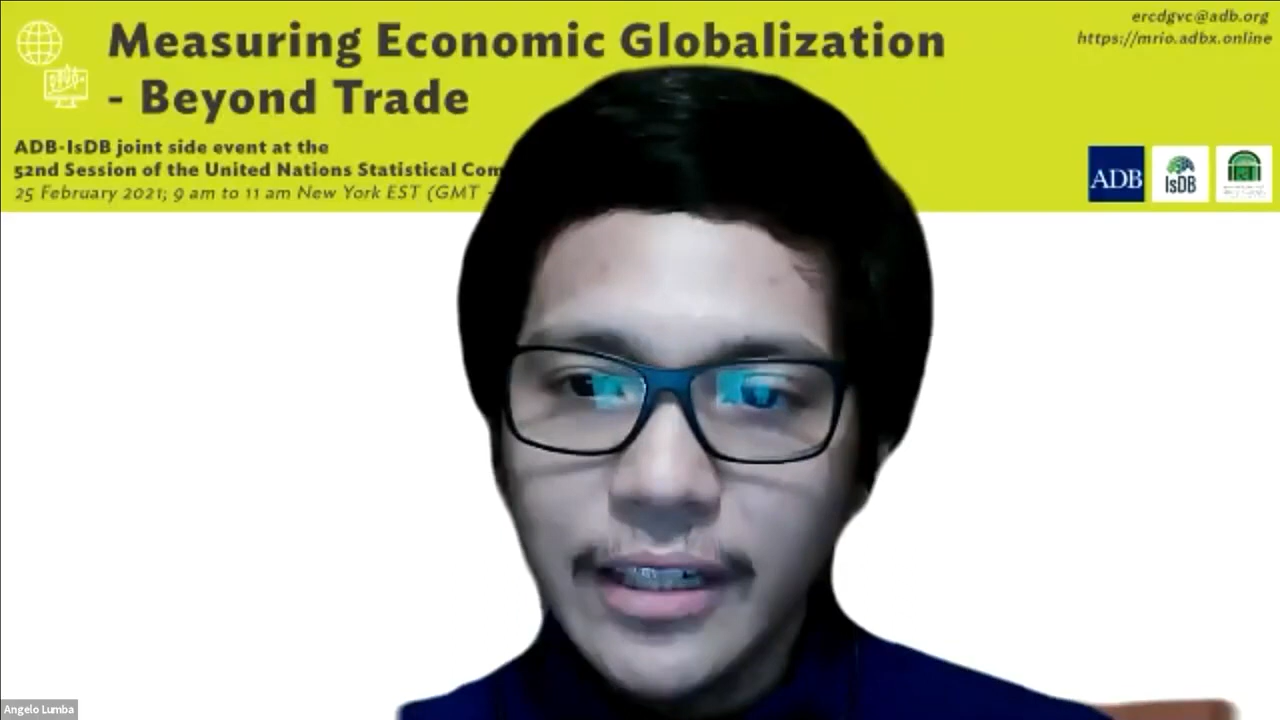 Measuring Economic Globalization
- Beyond Trade
ercdgvc@adb.org
https://mrio.adbx.online
ADB-IsDB joint side event at the
52nd Session of the United Nations Statistical Com
25 February 2021; 9 am to 11 am New York EST (GMT -
ADB
IsDB
Angelo Lumba